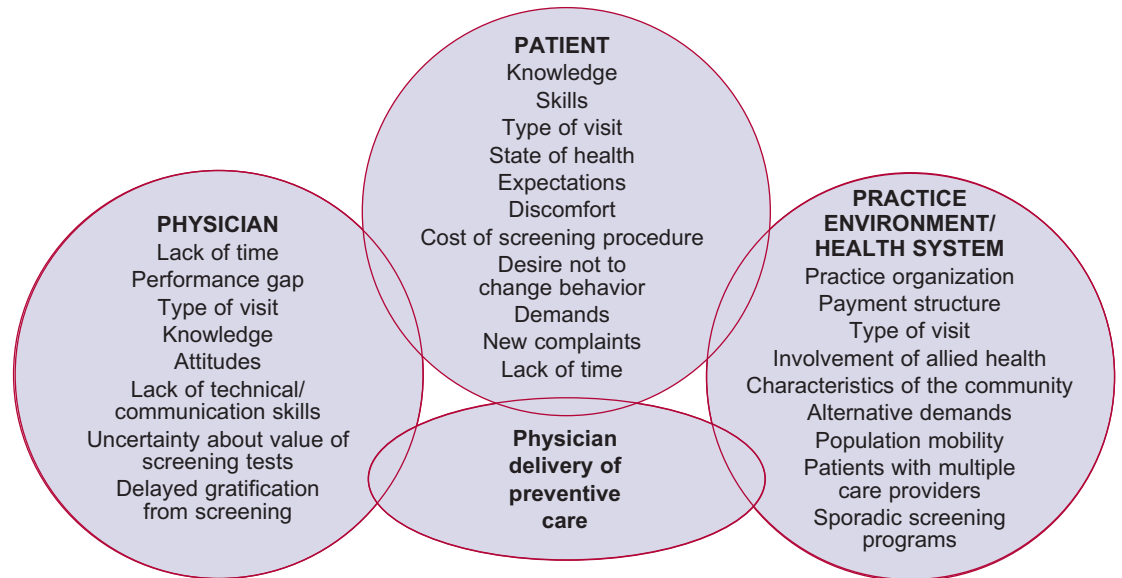 PATIENT
Knowledge
Skills
Type of visit
State of health
Expectations
Discomfort
Cost of screening procedure
Desire not to
change behavior
Demands
New complaints
Lack of time
PHYSICIAN
Lack of time
Performance gap
Type of visit
Knowledge
Attitudes
Lack of technical/
communication skills
Uncertainty about value of
screening tests
Delayed gratification
from screening
PRACTICE
ENVIRONMENT/
HEALTH SYSTEM
Practice organization
Payment structure
Type of visit
Involvement of allied health
Characteristics of the community
Alternative demands
Population mobility
Patients with multiple
care providers
Sporadic screening
programs
Physician
delivery of
preventive
care